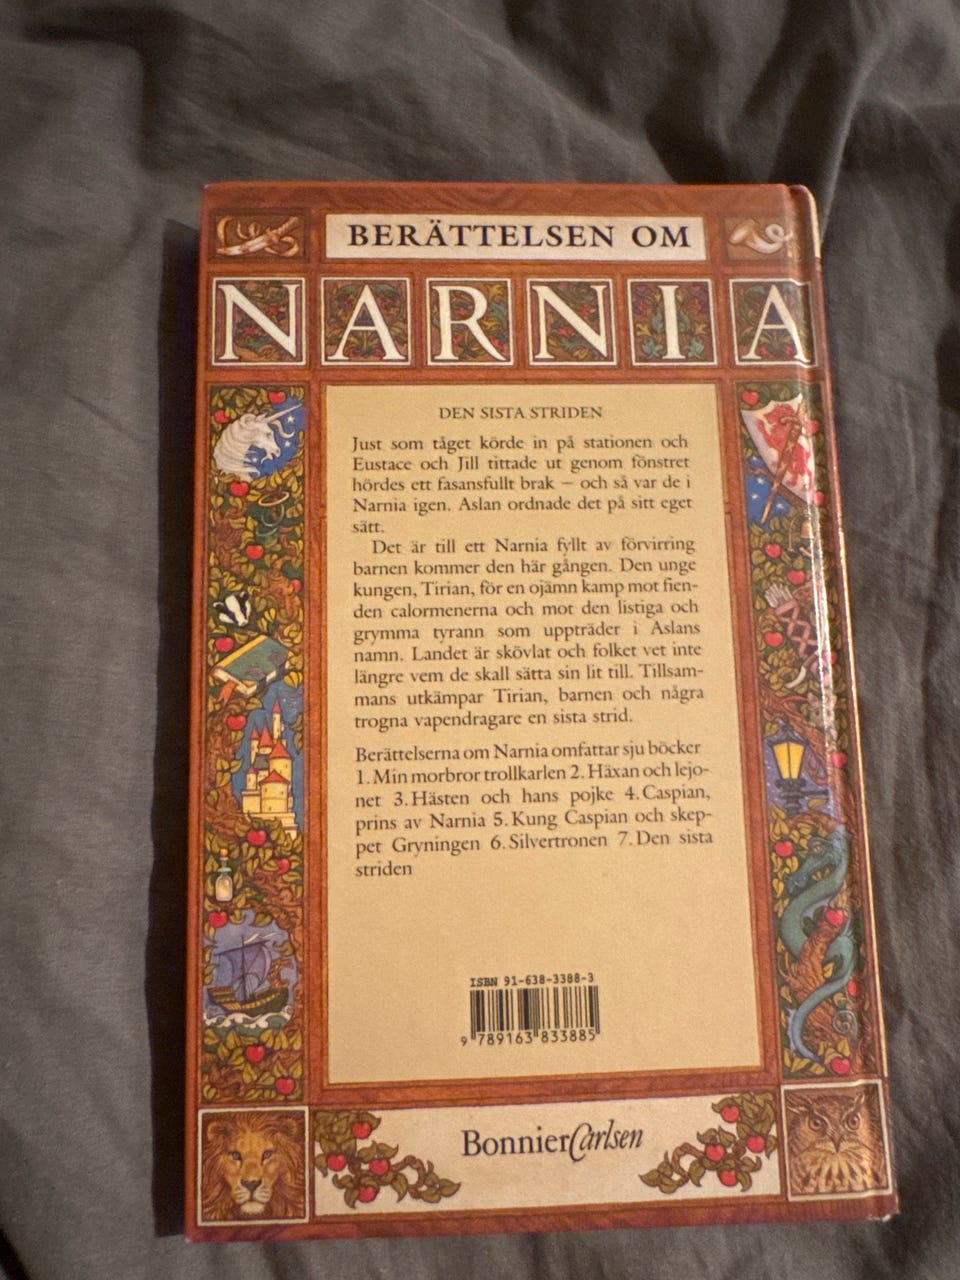 BERÄTTELSEN OM
NARNIA
DEN SISTA STRIDEN
Just som tåget körde in på stationen och
Eustace och Jill tittade ut genom fönstret
hördes ett fasansfullt brak – och så var de i
Narnia igen. Aslan ordnade det på sitt eget
sätt.
Det är till ett Narnia fyllt av förvirring
barnen kommer den här gången. Den unge
kungen, Tirian, för en ojämn kamp mot fien-
den calormenerna och mot den listiga och
grymma tyrann som uppträder i Aslans
namn. Landet är skövlat och folket vet inte
längre vem de skall sätta sin lit till. Tillsam-
mans utkämpar Tirian, barnen och några
trogna vapendragare en sista strid.
Berättelserna om Narnia omfattar sju böcker
1. Min morbror trollkarlen 2. Häxan och lejo-
net 3. Hästen och hans pojke 4. Caspian,
prins av Narnia 5. Kung Caspian och skep-
pet Gryningen 6. Silvertronen 7. Den sista
striden
ISBN 91-638-3388-3
9 789163 833885
BonnierCarlsen